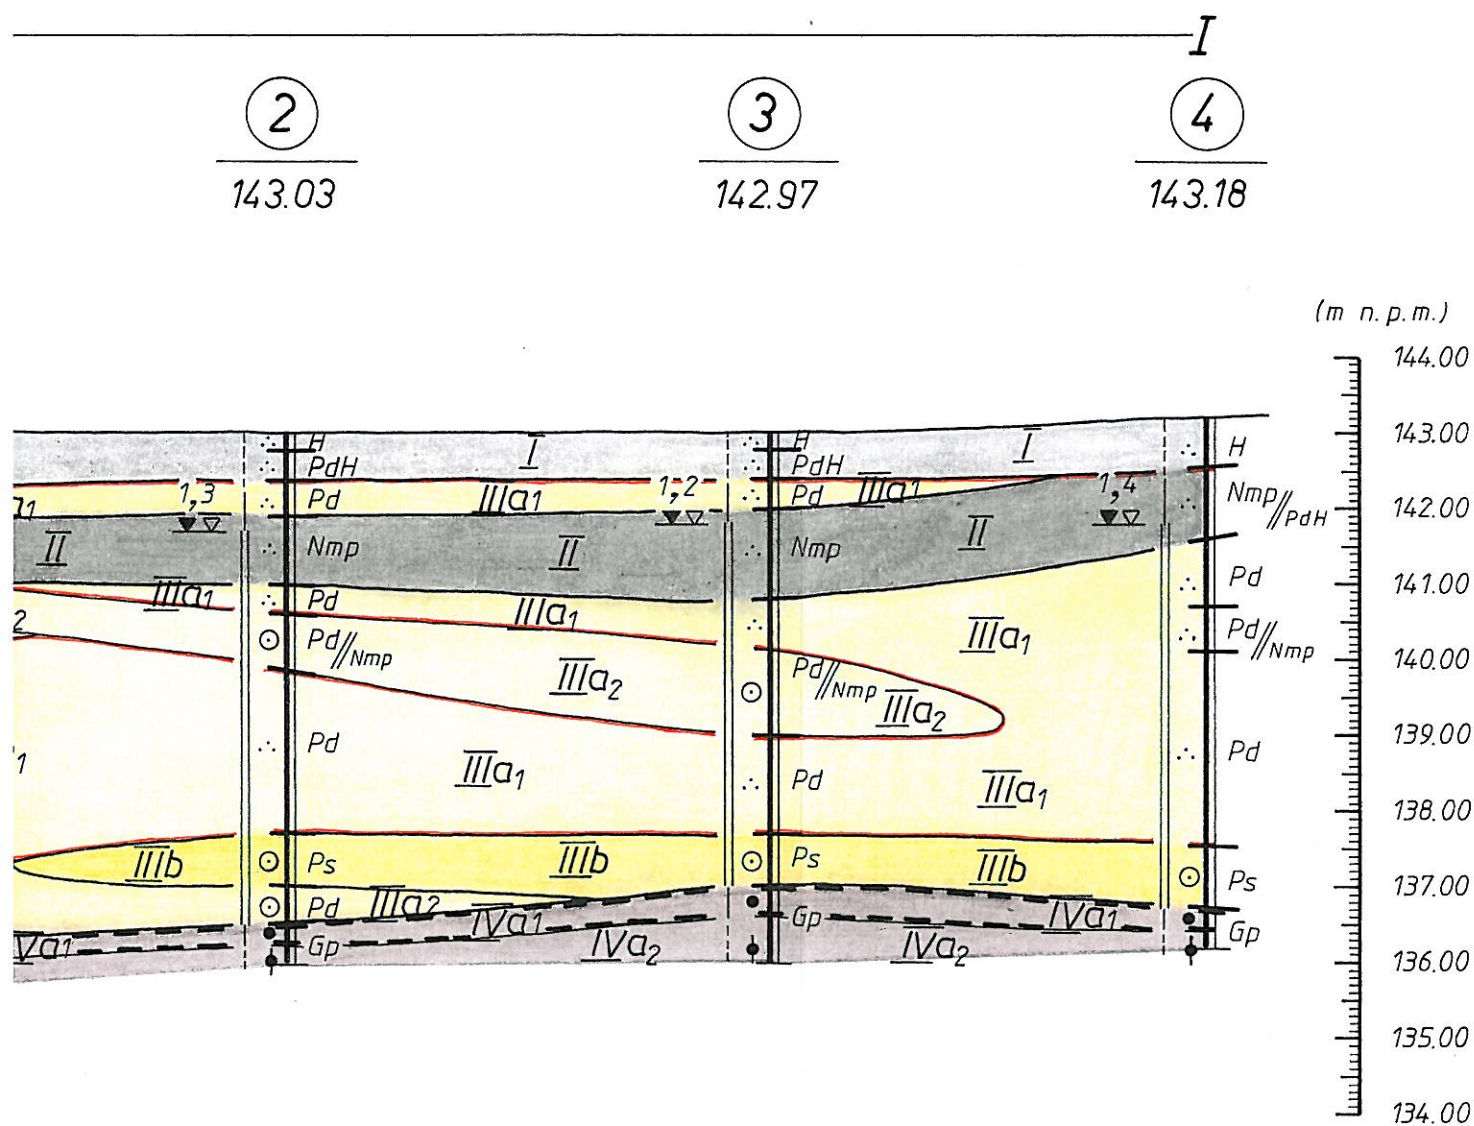 I
2 3 4
143.03 142.97 143.18
(m n.p.m.)
144.00
H I H I H 143.00
PdH PdH
1,3 Pd IIIa1 1,2 Pd IIIa1 1,4 Nmp//PdH 142.00
II Nmp II Nmp II
IIIa1 Pd IIIa1 Pd 141.00
Pd//Nmp IIIa1 Pd//Nmp
IIIa2 Pd//Nmp IIIa2 140.00
139.00
1 Pd IIIa1 Pd IIIa1 Pd
138.00
IIIb Ps IIIb Ps IIIb Ps
Pd IIIa2 137.00
IVa1 Gp IVa1 Gp IVa1 Gp
IVa2 IVa2 136.00
135.00
134.00